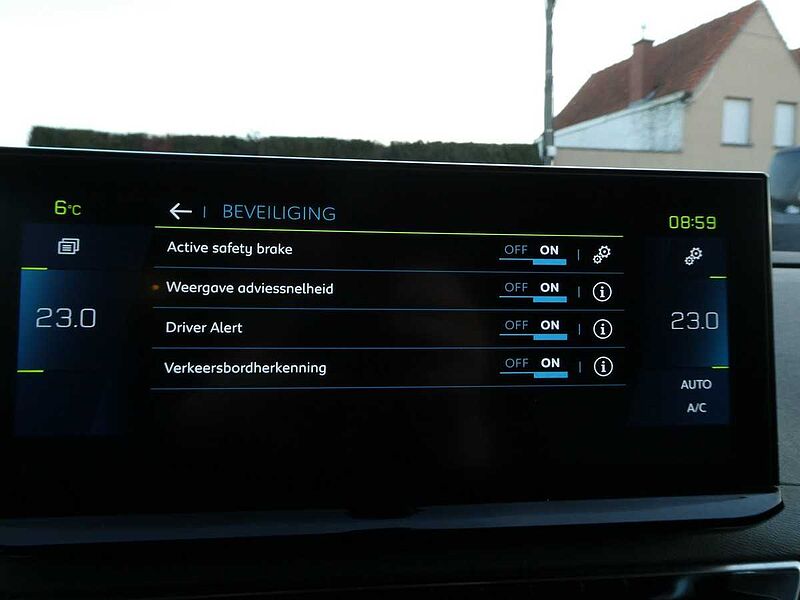 6°C
BEVEILIGING
08:59
Active safety brake OFF ON
Weergave adviessnelheid OFF ON
23.0
Driver Alert OFF ON
23.0
Verkeersbordherkenning OFF ON
AUTO
A/C